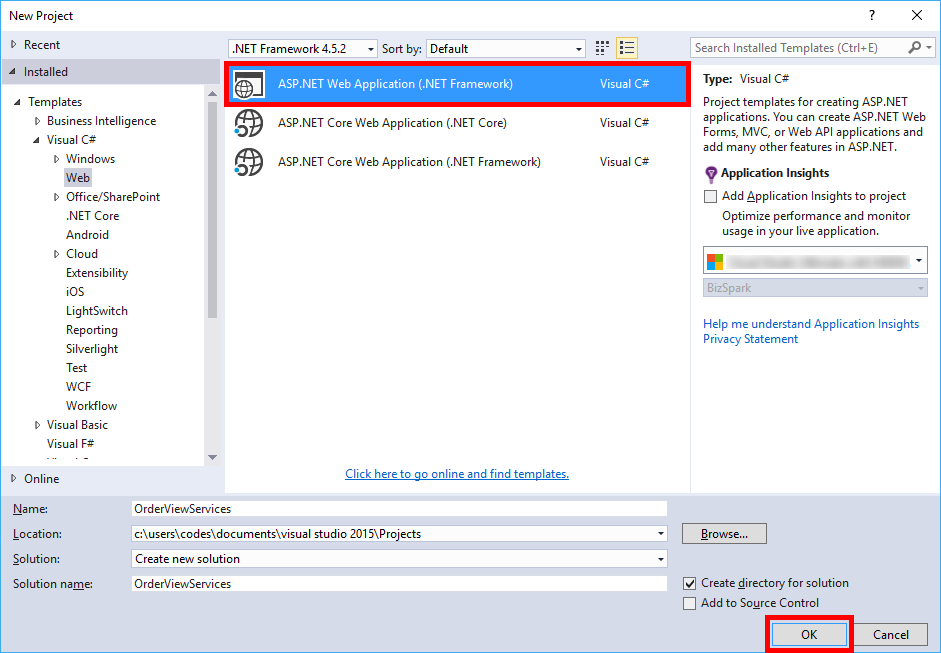 New Project
?
Recent
.NET Framework 4.5.2
Sort by:
Default
Search Installed Templates (Ctrl+E)
Installed
Templates
Business Intelligence
Visual C#
Windows
Web
Office/SharePoint
.NET Core
Android
Cloud
Extensibility
iOS
LightSwitch
Reporting
Silverlight
Test
WCF
Workflow
Visual Basic
Visual F#
Online
ASP.NET Web Application (.NET Framework) Visual C#
ASP.NET Core Web Application (.NET Core) Visual C#
ASP.NET Core Web Application (.NET Framework) Visual C#
Click here to go online and find templates.
Type: Visual C#
Project templates for creating ASP.NET
applications. You can create ASP.NET Web
Forms, MVC, or Web API applications and
add many other features in ASP.NET.
Application Insights
Add Application Insights to project
Optimize performance and monitor
usage in your live application.
BizSpark
Help me understand Application Insights
Privacy Statement
Name: OrderViewServices
Location: c:\users\codes\documents\visual studio 2015\Projects
Browse...
Solution: Create new solution
Solution name: OrderViewServices
Create directory for solution
Add to Source Control
OK
Cancel